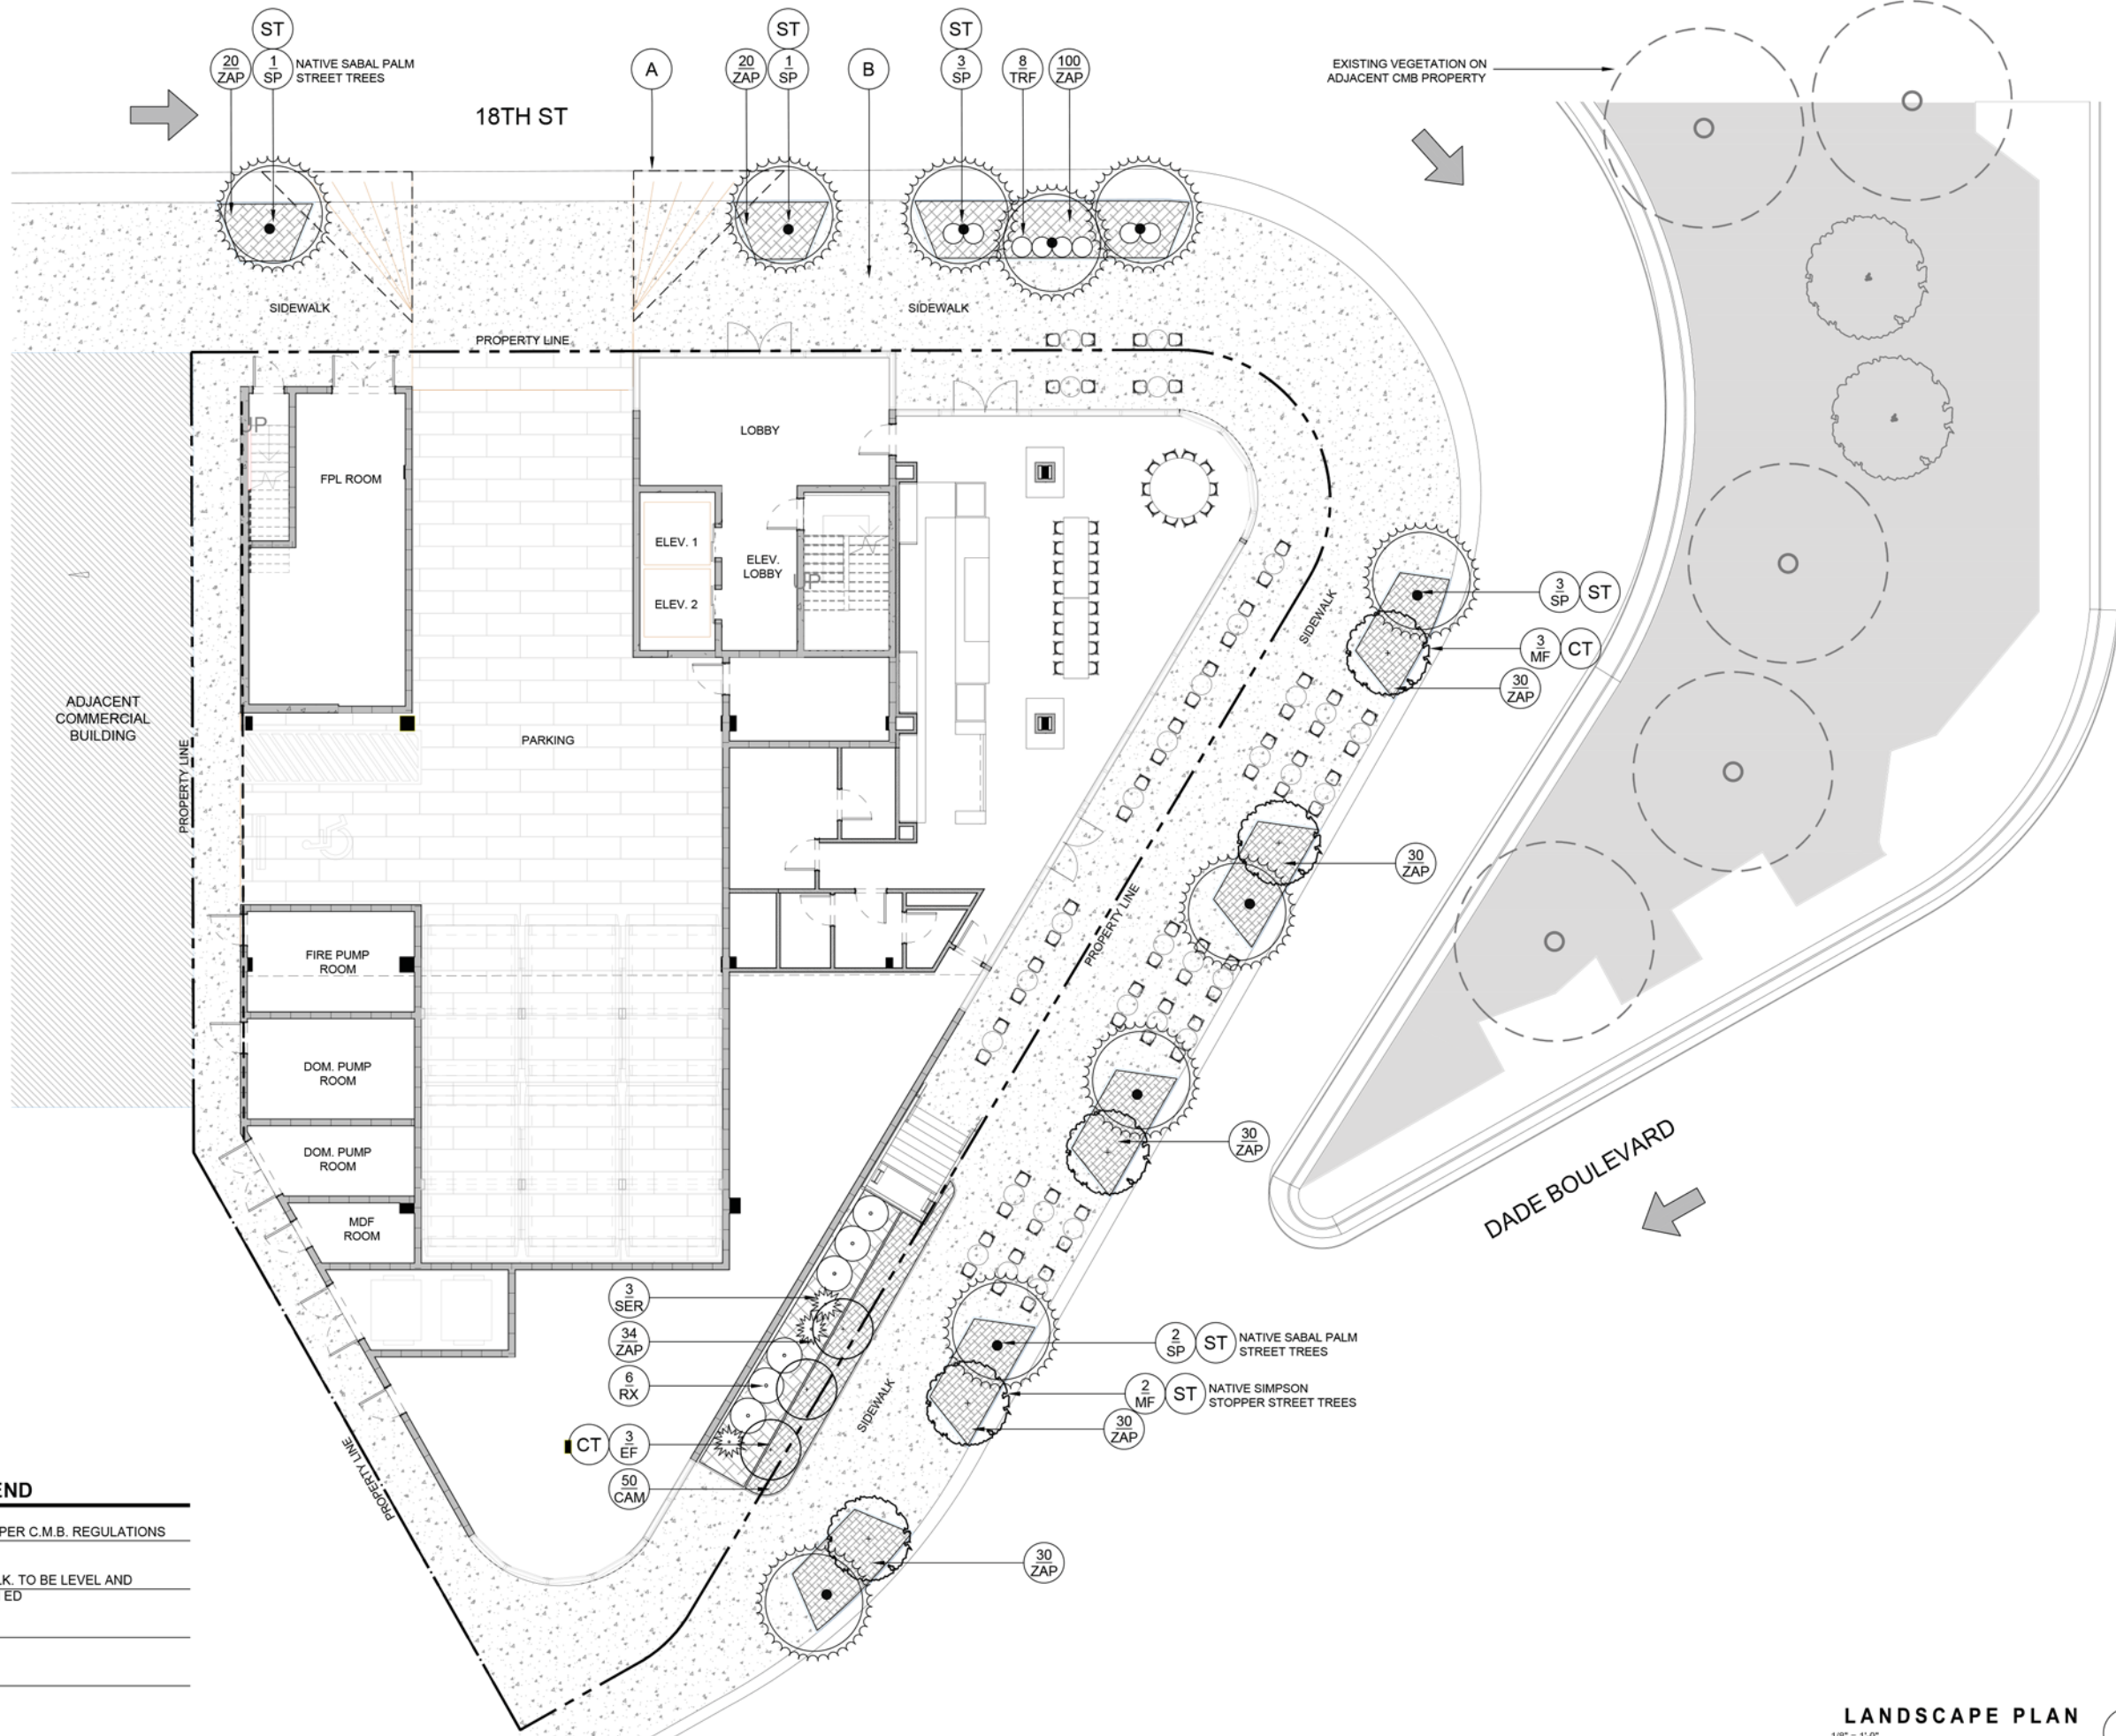 ST
ST
ST
20
ZAP
1
SP
NATIVE SABAL PALM
STREET TREES
A
20
ZAP
1
SP
B
3
SP
8
TRF
100
ZAP
EXISTING VEGETATION ON
ADJACENT CMB PROPERTY
18TH ST
SIDEWALK
SIDEWALK
PROPERTY LINE
UP
LOBBY
FPL ROOM
ELEV. 1
ELEV.
LOBBY
UP
ELEV. 2
SIDEWALK
3
SP
ST
3
MF
CT
30
ZAP
ADJACENT
COMMERCIAL
BUILDING
PROPERTY LINE
PARKING
30
ZAP
PROPERTY LINE
FIRE PUMP
ROOM
DOM. PUMP
ROOM
30
ZAP
DOM. PUMP
ROOM
DADE BOULEVARD
MDF
ROOM
3
SER
34
ZAP
6
RX
CT
3
EF
50
CAM
SIDEWALK
2
SP
ST
NATIVE SABAL PALM
STREET TREES
2
MF
ST
NATIVE SIMPSON
STOPPER STREET TREES
30
ZAP
PROPERTY LINE
END
PER C.M.B. REGULATIONS
LK. TO BE LEVEL AND
ED
30
ZAP
LANDSCAPE PLAN